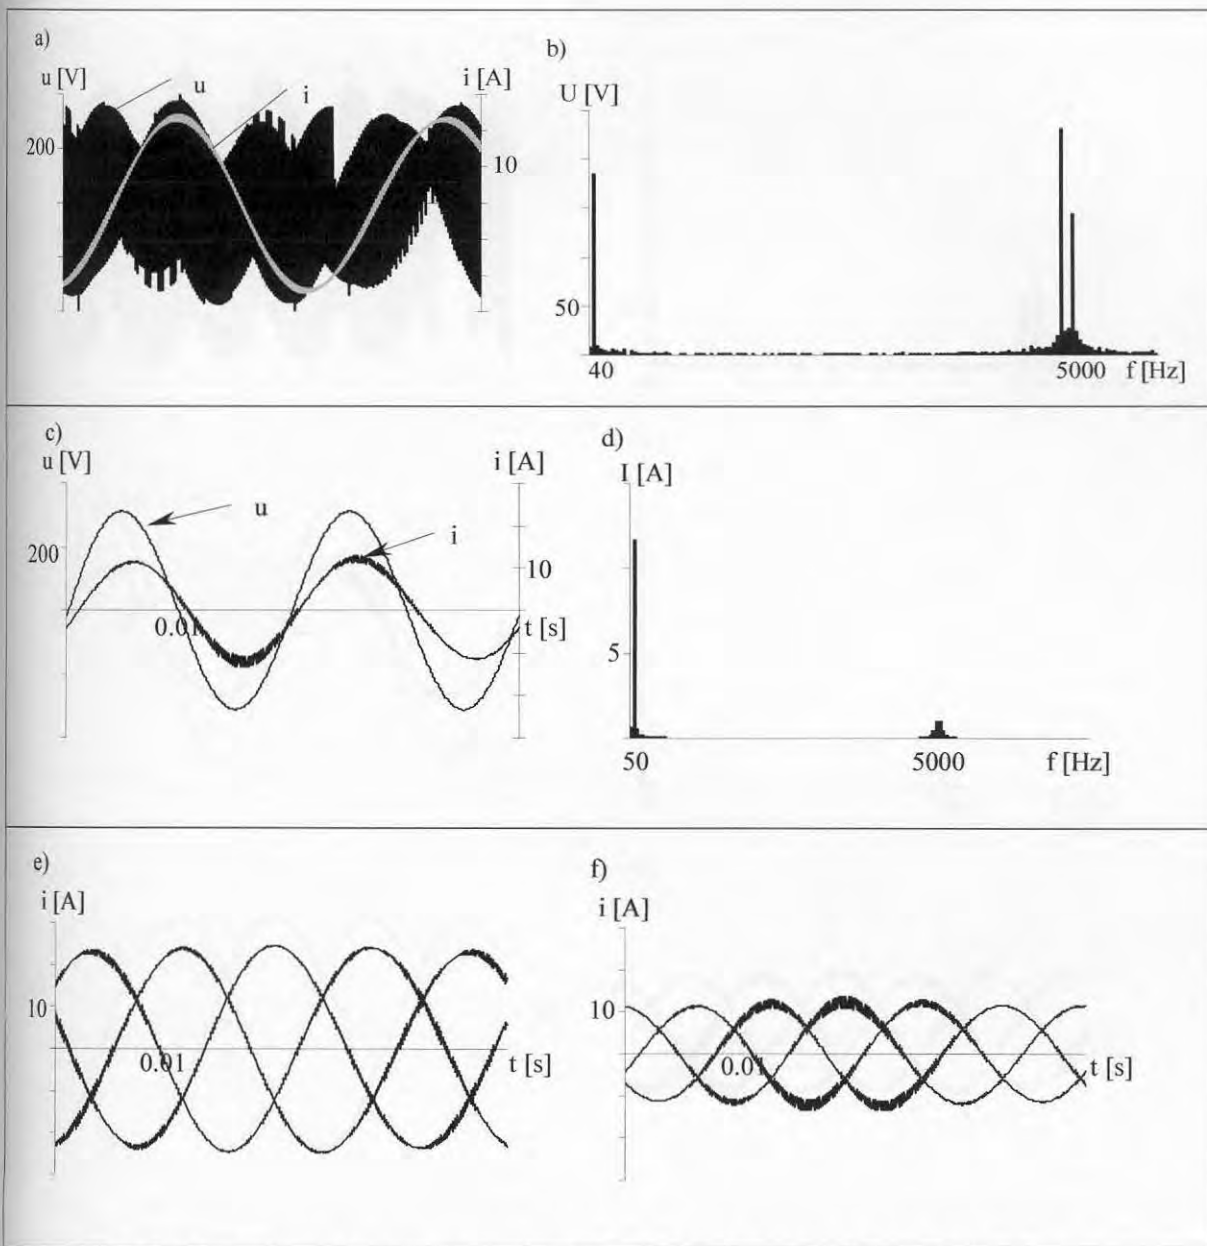 a)
u [V]
u
i
i [A]
200
10
b)
U [V]
50
40
5000
f [Hz]
c)
u [V]
u
i [A]
i
200
10
0.01
t [s]
d)
I [A]
5
50
5000
f [Hz]
e)
i [A]
10
0.01
t [s]
f)
i [A]
10
0.01
t [s]